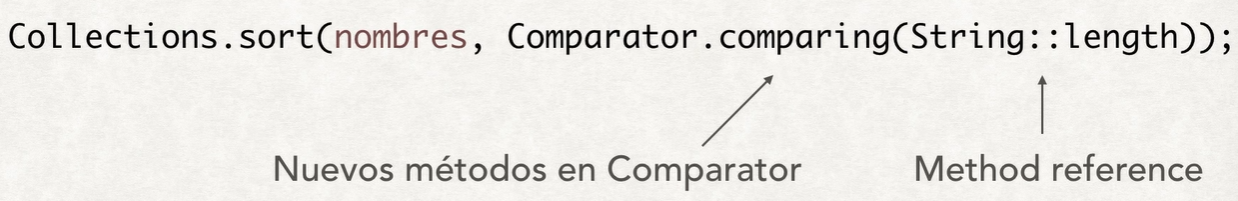 Collections.sort(nombres, Comparator.comparing(String::length));
Nuevos métodos en Comparator
Method reference